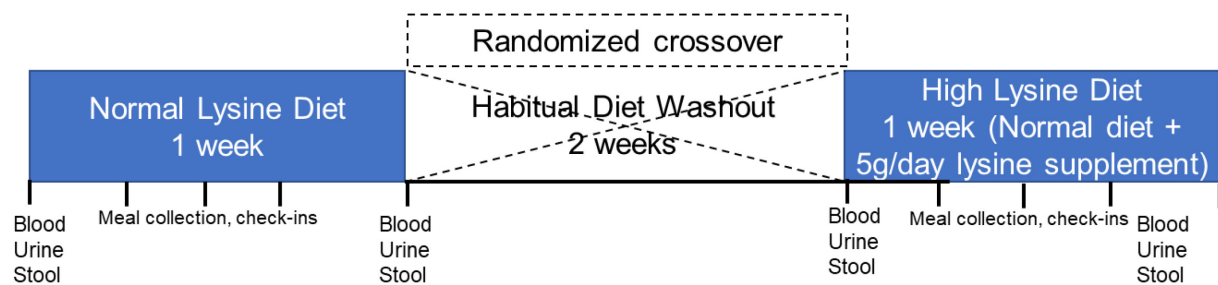 Randomized crossover
Normal Lysine Diet
1 week
Habitual Diet Washout
2 weeks
High Lysine Diet
1 week (Normal diet +
5g/day lysine supplement)
Blood
Urine
Stool
Meal collection, check-ins
Blood
Urine
Stool
Blood
Urine
Stool
Meal collection, check-ins
Blood
Urine
Stool